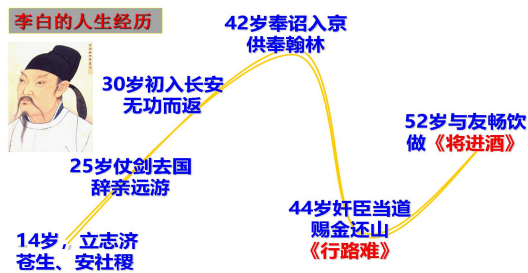 李白的人生经历
42岁奉诏入京
供奉翰林
30岁初入长安
无功而返
52岁与友畅饮
做《将进酒》
25岁仗剑去国
辞亲远游
44岁奸臣当道
赐金还山
《行路难》
14岁，立志济
苍生、安社稷